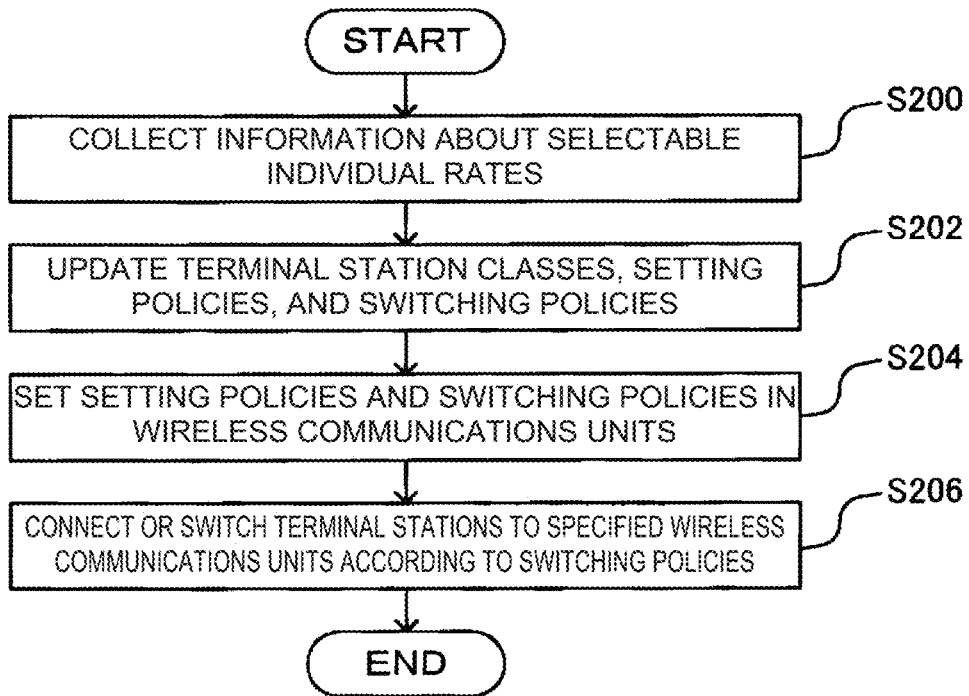 START
S200
COLLECT INFORMATION ABOUT SELECTABLE
INDIVIDUAL RATES
S202
UPDATE TERMINAL STATION CLASSES, SETTING
POLICIES, AND SWITCHING POLICIES
S204
SET SETTING POLICIES AND SWITCHING POLICIES IN
WIRELESS COMMUNICATIONS UNITS
S206
CONNECT OR SWITCH TERMINAL STATIONS TO SPECIFIED WIRELESS
COMMUNICATIONS UNITS ACCORDING TO SWITCHING POLICIES
END